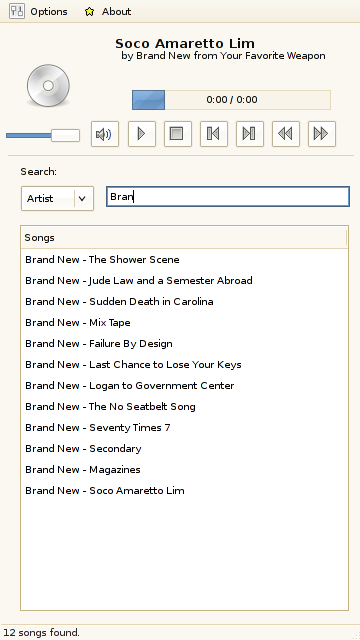 Options About
Soco Amaretto Lim
by Brand New from Your Favorite Weapon
0:00 / 0:00
Search:
Artist Bran
Songs
Brand New - The Shower Scene
Brand New - Jude Law and a Semester Abroad
Brand New - Sudden Death in Carolina
Brand New - Mix Tape
Brand New - Failure By Design
Brand New - Last Chance to Lose Your Keys
Brand New - Logan to Government Center
Brand New - The No Seatbelt Song
Brand New - Seventy Times 7
Brand New - Secondary
Brand New - Magazines
Brand New - Soco Amaretto Lim
12 songs found.